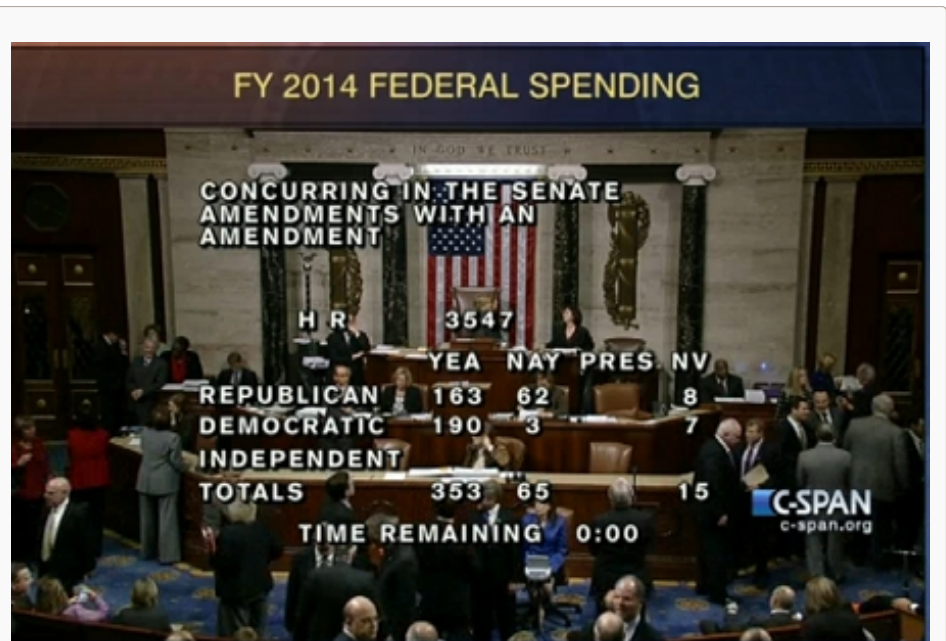 FY 2014 FEDERAL SPENDING
IN GOD WE TRUST
CONCURRING IN THE SENATE
AMENDMENTS WITH AN
AMENDMENT
H R 3547
YEA NAY PRES NV
REPUBLICAN 163 62 8
DEMOCRATIC 190 3 7
INDEPENDENT
TOTALS 353 65 15
C-SPAN
c-span.org
TIME REMAINING 0:00